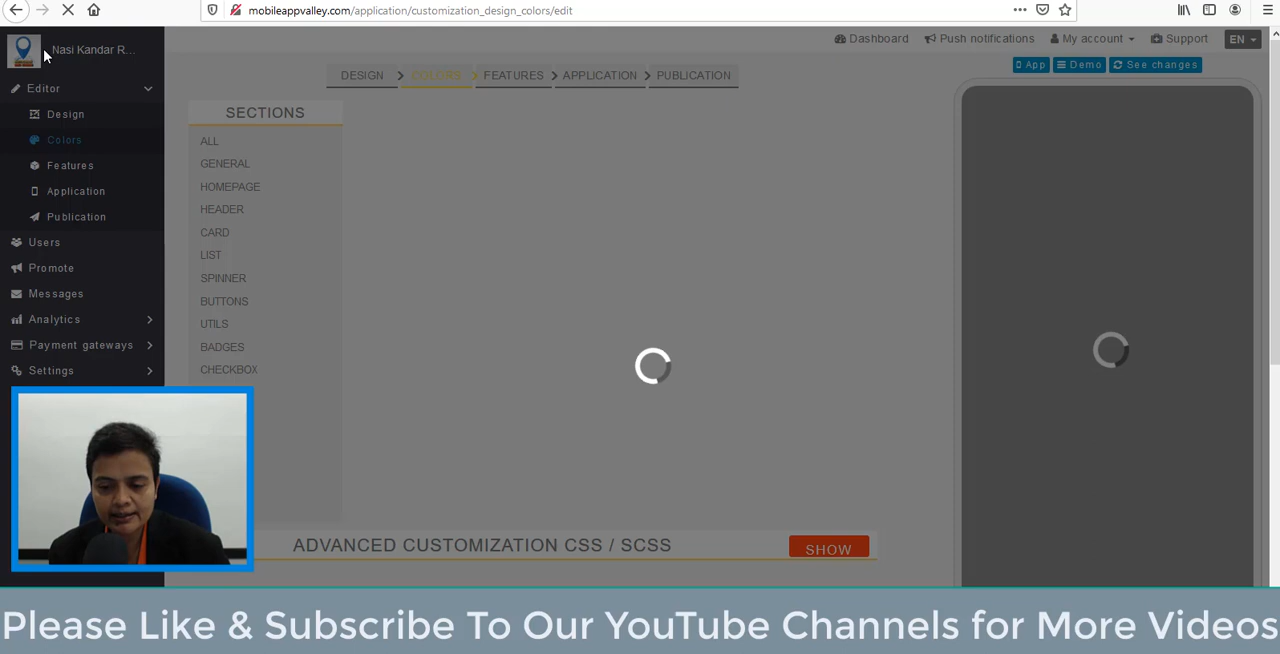 mobileappvalley.com/application/customization_design_colors/edit
Nasi Kandar R...
Dashboard
Push notifications
My account
Support
EN
Editor
Design
Colors
Features
Application
Publication
Users
Promote
Messages
Analytics
Payment gateways
Settings
DESIGN
COLORS
FEATURES
APPLICATION
PUBLICATION
App
Demo
See changes
SECTIONS
ALL
GENERAL
HOMEPAGE
HEADER
CARD
LIST
SPINNER
BUTTONS
UTILS
BADGES
CHECKBOX
ADVANCED CUSTOMIZATION CSS / SCSS
SHOW
Please Like & Subscribe To Our YouTube Channels for More Videos